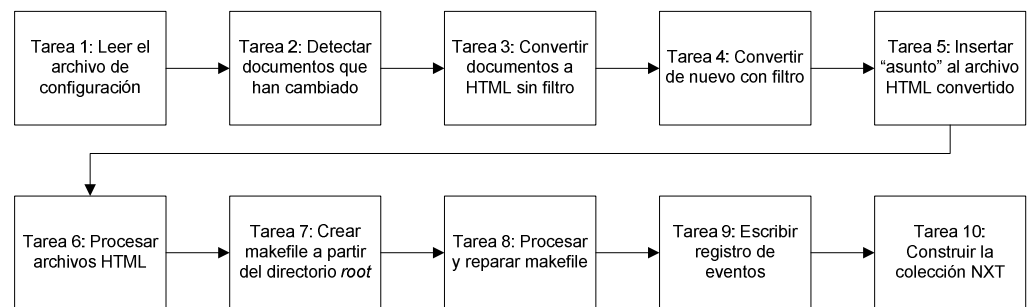 Tarea 1: Leer el
archivo de
configuración
Tarea 2: Detectar
documentos que
han cambiado
Tarea 3: Convertir
documentos a
HTML sin filtro
Tarea 4: Convertir
de nuevo con filtro
Tarea 5: Insertar
“asunto” al archivo
HTML convertido
Tarea 6: Procesar
archivos HTML
Tarea 7: Crear
makefile a partir
del directorio root
Tarea 8: Procesar
y reparar makefile
Tarea 9: Escribir
registro de
eventos
Tarea 10:
Construir la
colección NXT